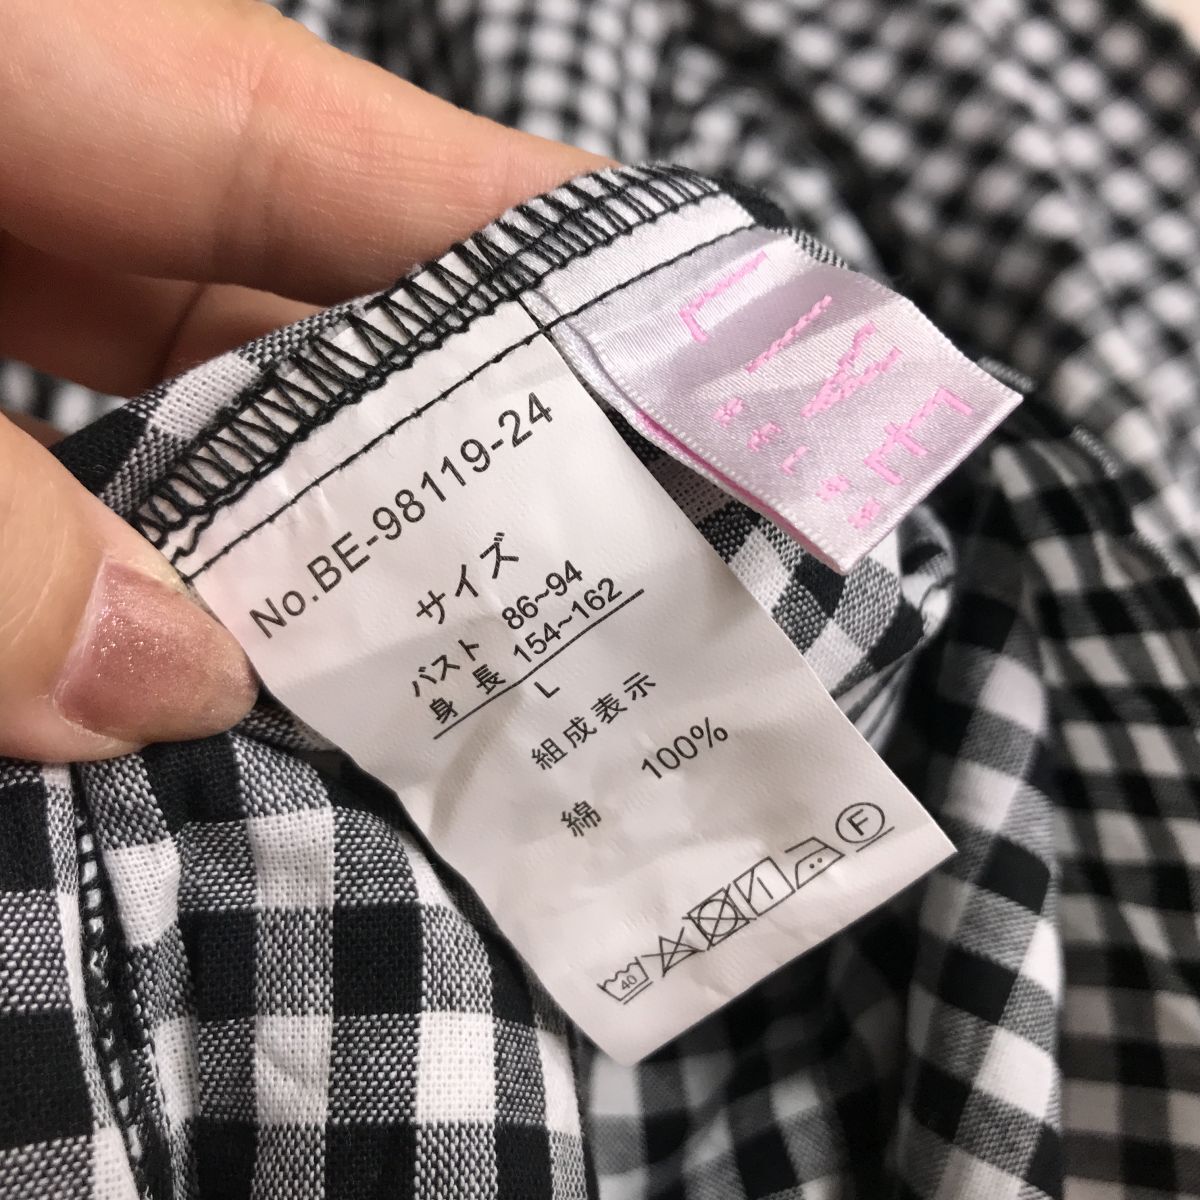 No.BE-98119-24
サイズ
バスト 86~94
身 長 154~162
L
組成表示
綿 100%
40
F